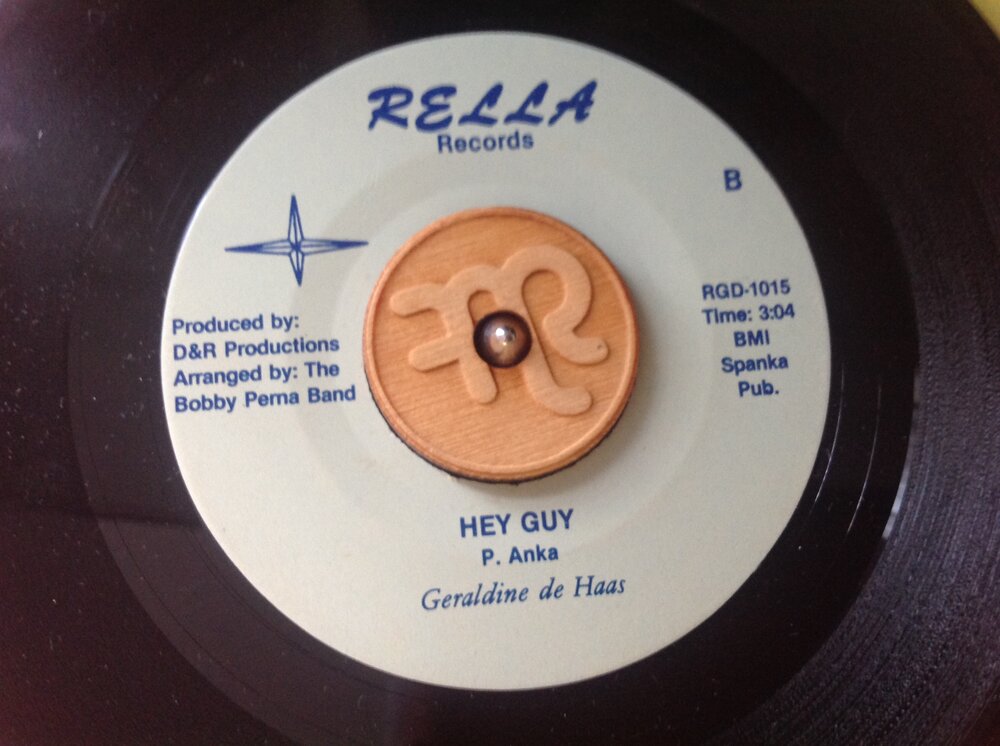 RELLA
Records
B
Produced by:
D&R Productions
Arranged by: The
Bobby Perna Band
RGD-1015
Time: 3:04
BMI
Spanka
Pub.
HEY GUY
P. Anka
Geraldine de Haas